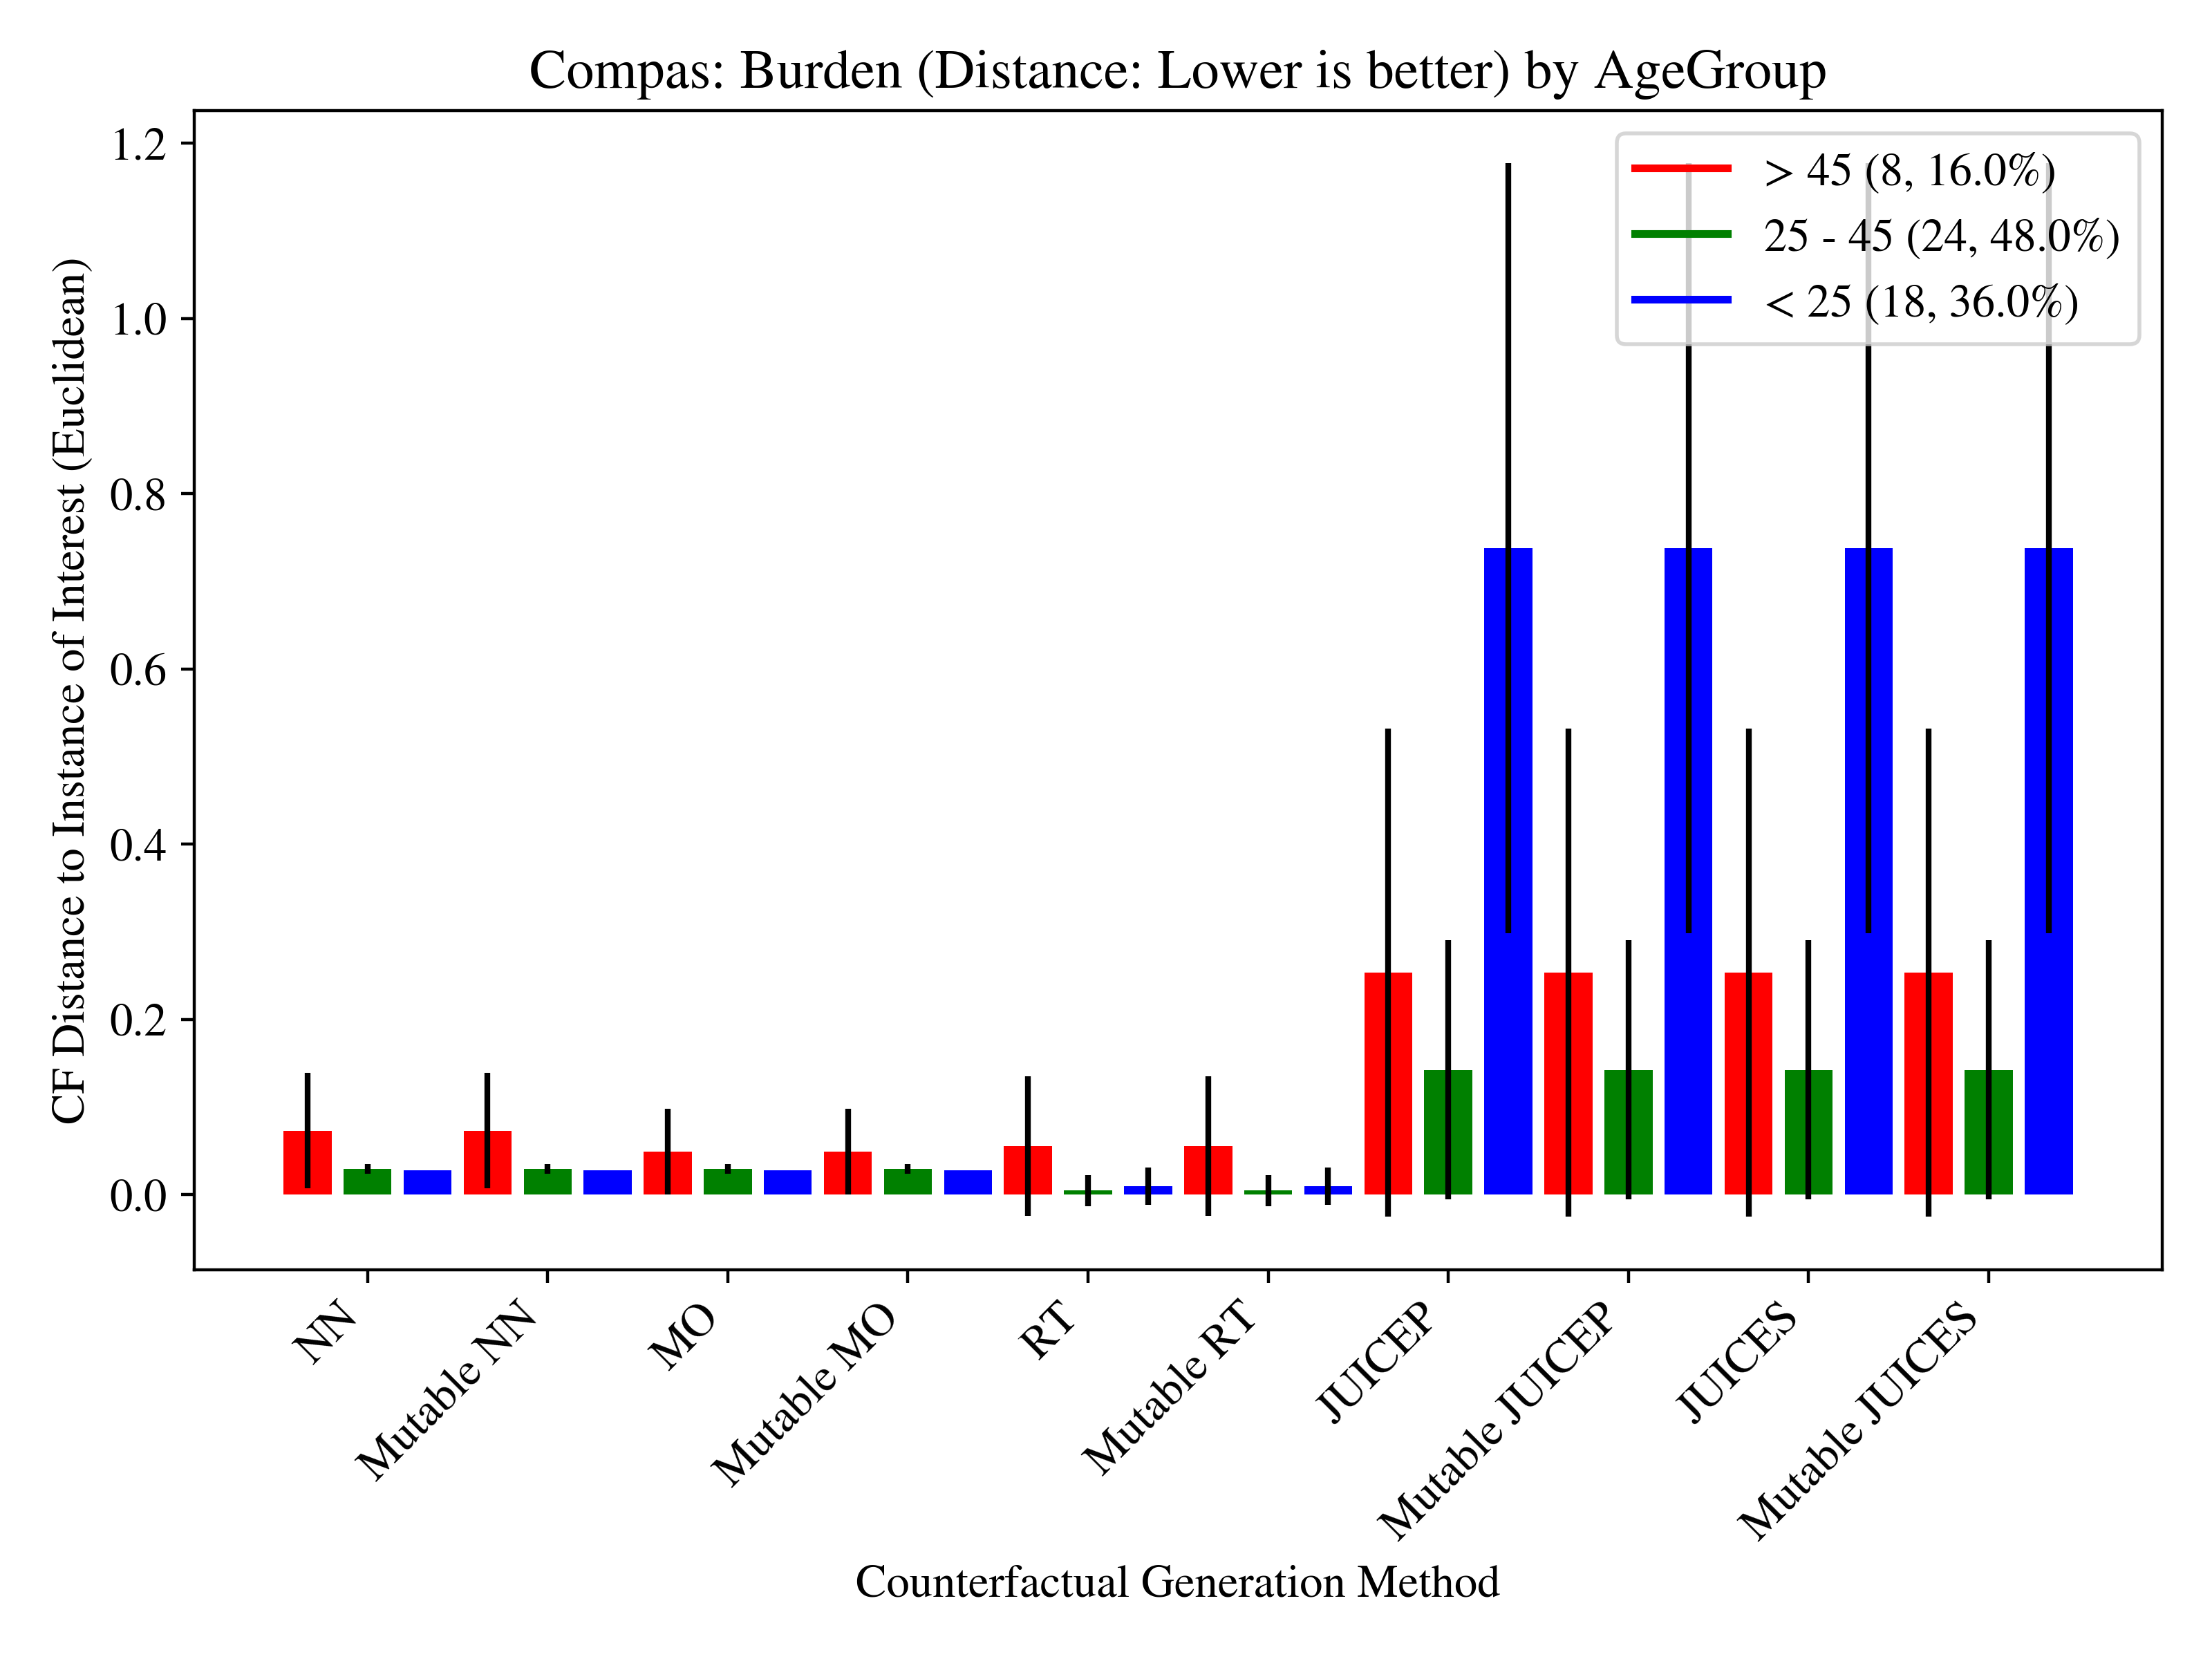 Compas: Burden (Distance: Lower is better) by AgeGroup
> 45 (8, 16.0%)
25 - 45 (24, 48.0%)
< 25 (18, 36.0%)
CF Distance to Instance of Interest (Euclidean)
1.2
1.0
0.8
0.6
0.4
0.2
0.0
NN
Mutable NN
MO
Mutable MO
RT
Mutable RT
JUICEP
Mutable JUICEP
JUICES
Mutable JUICES
Counterfactual Generation Method